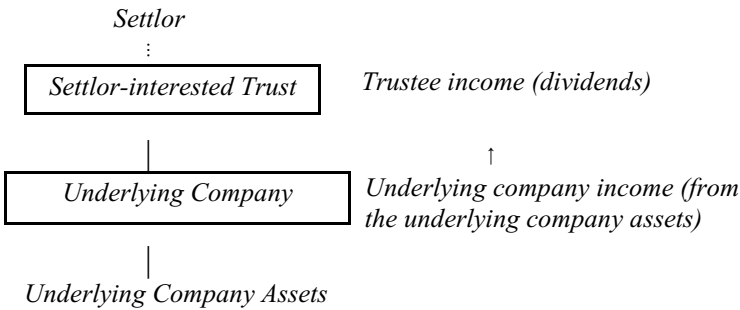 Settlor
Settlor-interested Trust
Trustee income (dividends)
Underlying Company
Underlying company income (from
the underlying company assets)
Underlying Company Assets